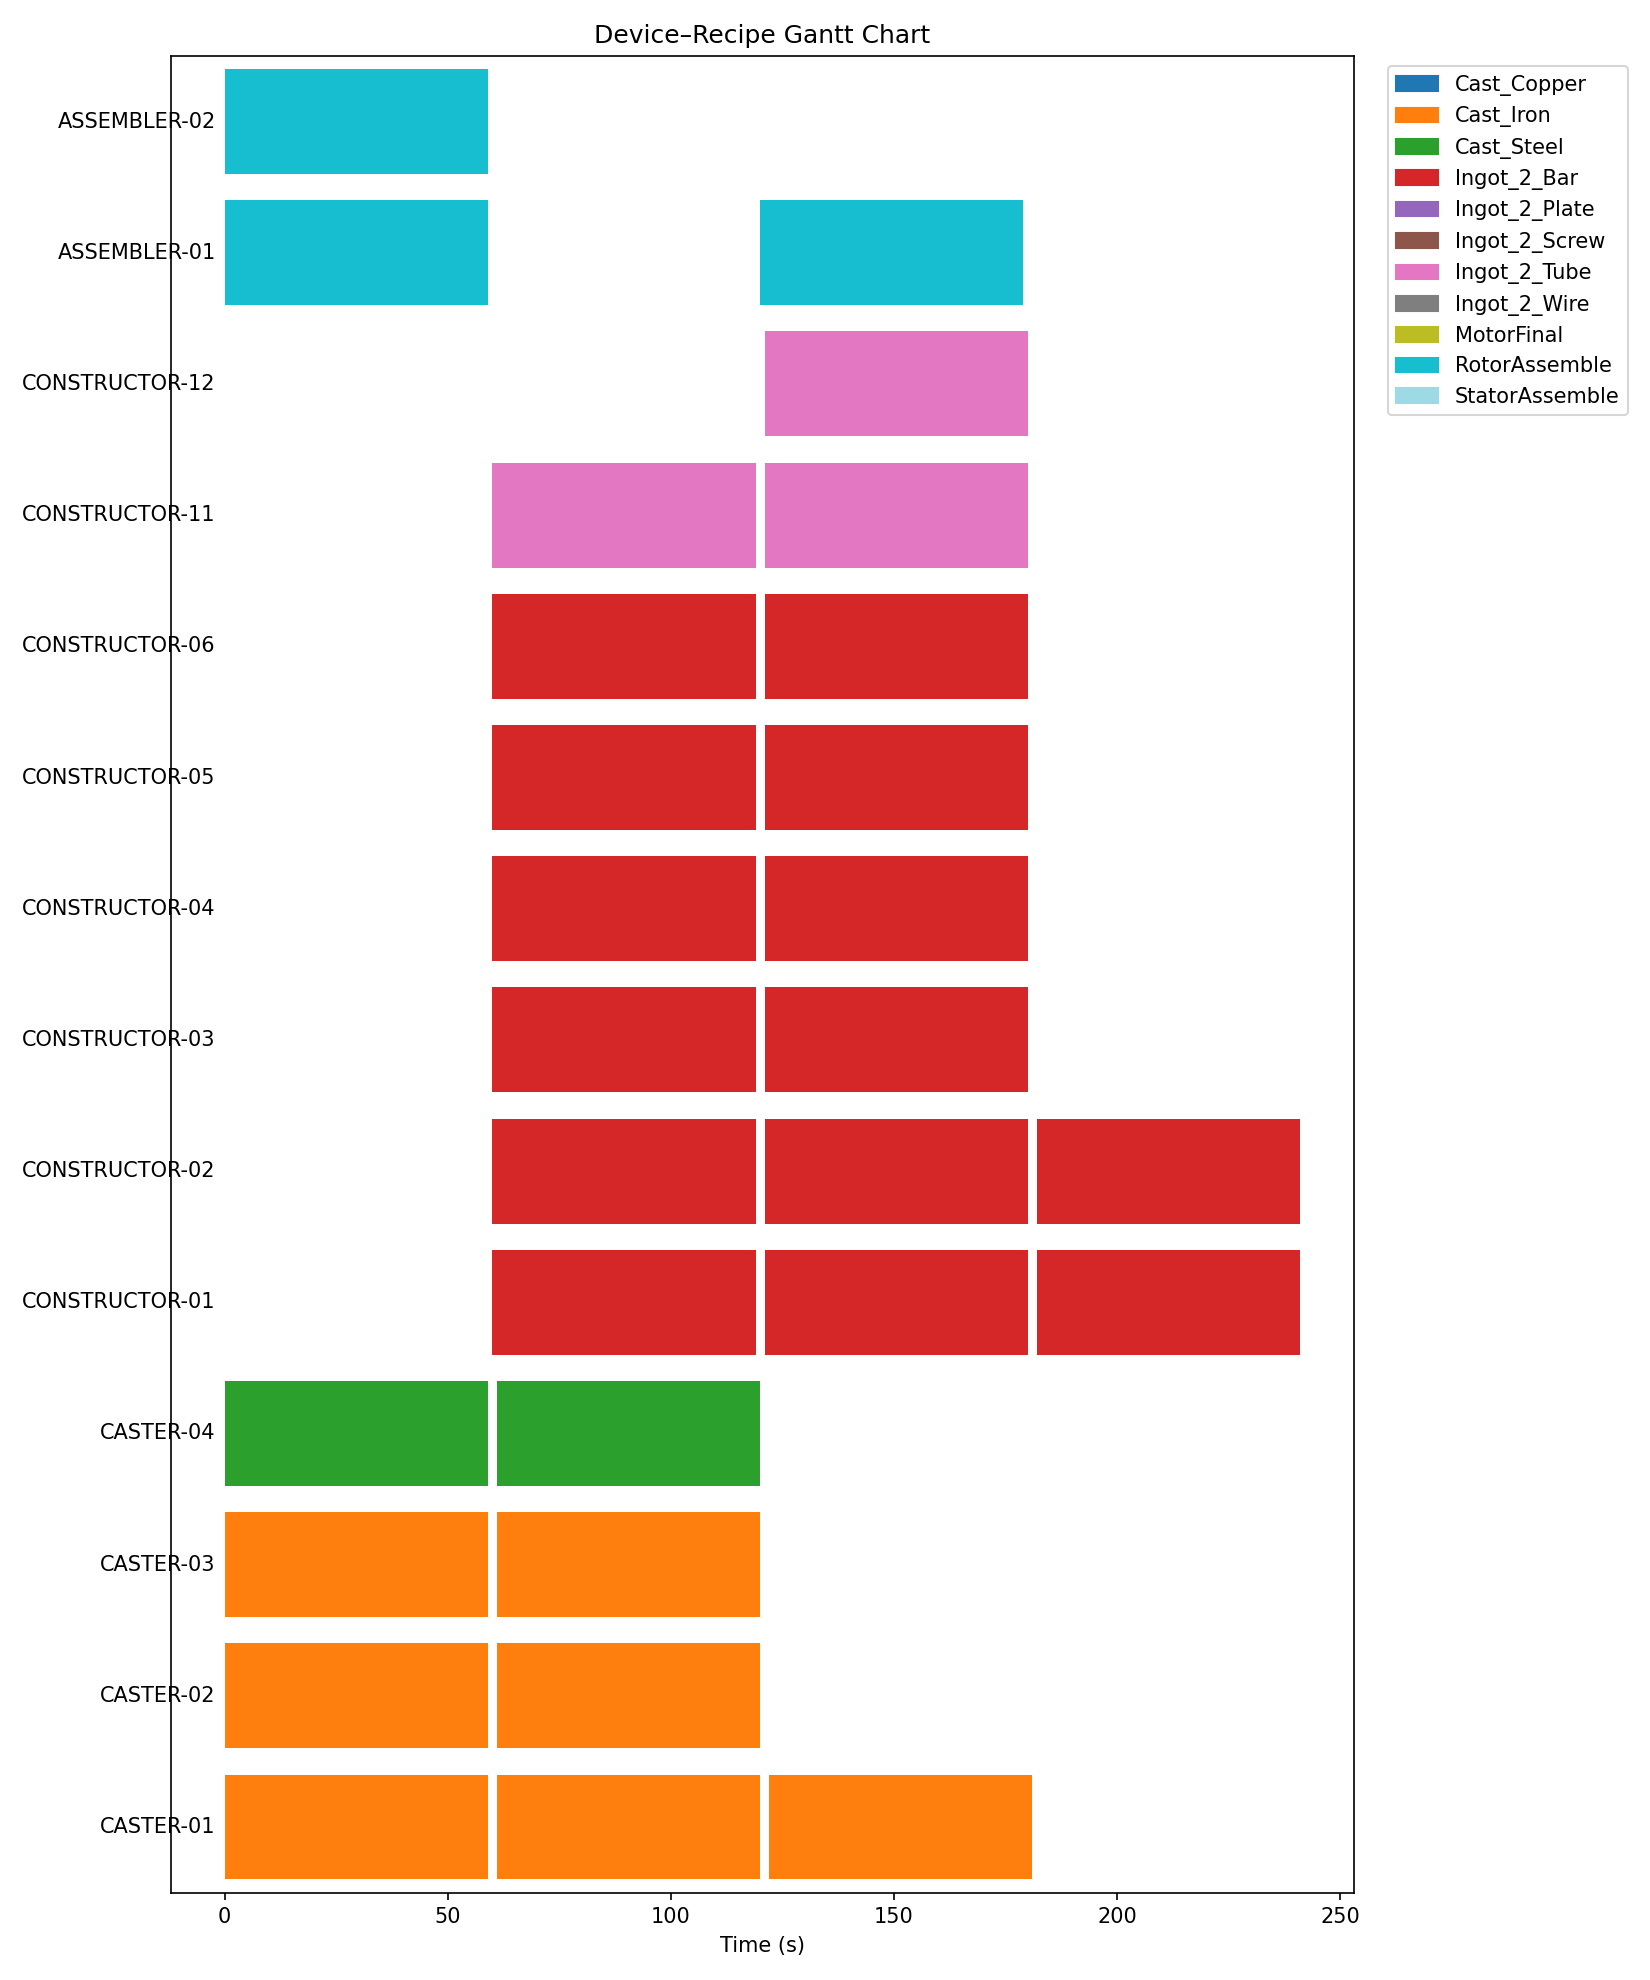 Device–Recipe Gantt Chart
ASSEMBLER-02
ASSEMBLER-01
CONSTRUCTOR-12
CONSTRUCTOR-11
CONSTRUCTOR-06
CONSTRUCTOR-05
CONSTRUCTOR-04
CONSTRUCTOR-03
CONSTRUCTOR-02
CONSTRUCTOR-01
CASTER-04
CASTER-03
CASTER-02
CASTER-01
0 50 100 150 200 250
Time (s)
Cast_Copper
Cast_Iron
Cast_Steel
Ingot_2_Bar
Ingot_2_Plate
Ingot_2_Screw
Ingot_2_Tube
Ingot_2_Wire
MotorFinal
RotorAssemble
StatorAssemble